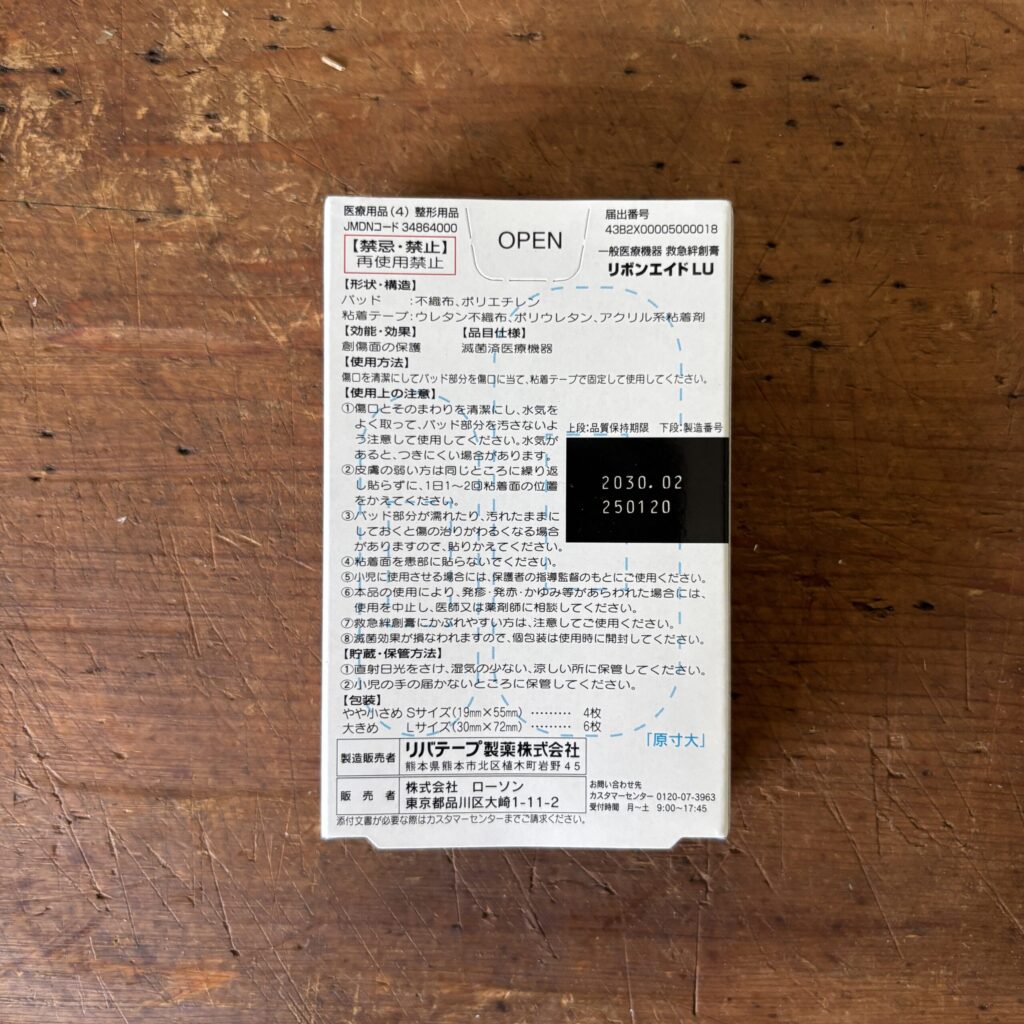 医療用品(4) 整形用品
JMDNコード 34864000
【禁忌・禁止】
再使用禁止
OPEN
届出番号
43B2X00005000018
一般医療機器 救急絆創膏
リボンエイドLU
【形状・構造】
パッド :不織布、ポリエチレン
粘着テープ:ウレタン不織布、ポリウレタン、アクリル系粘着剤
【効能・効果】 【品目仕様】
創傷面の保護 滅菌済医療機器
【使用方法】
傷口を清潔にしてパッド部分を傷口に当て、粘着テープで固定して使用してください。
【使用上の注意】
①傷口とそのまわりを清潔にし、水気を
よく取って、パッド部分を汚さないよ
う注意して使用してください。水気が
あると、つきにくい場合があります。
②皮膚の弱い方は同じところに繰り返
し貼らずに、1日1~2回粘着面の位置
をかえてください。
③パッド部分が濡れたり、汚れたままに
しておくと傷の治りがわるくなる場合
がありますので、貼りかえてください。
④粘着面を患部に貼らないでください。
⑤小児に使用させる場合には、保護者の指導監督のもとにご使用ください。
⑥本品の使用により、発疹・発赤・かゆみ等があらわれた場合には、
使用を中止し、医師又は薬剤師に相談してください。
⑦救急絆創膏にかぶれやすい方は、注意してご使用ください。
⑧滅菌効果が損なわれますので、個包装は使用時に開封してください。
上段:品質保持期限 下段:製造番号
2030.02
250120
【貯蔵・保管方法】
①直射日光をさけ、湿気の少ない、涼しい所に保管してください。
②小児の手の届かないところに保管してください。
【包装】
やや小さめ Sサイズ(19mm×55mm) ……… 4枚
大きめ Lサイズ(30mm×72mm) ……… 6枚
「原寸大」
製造販売者 リバテープ製薬株式会社
熊本県熊本市北区植木町岩野45
販売者 株式会社 ローソン
東京都品川区大崎1-11-2
お問い合わせ先
カスタマーセンター 0120-07-3963
受付時間 月~土 9:00~17:45
添付文書が必要な際はカスタマーセンターまでご請求ください。